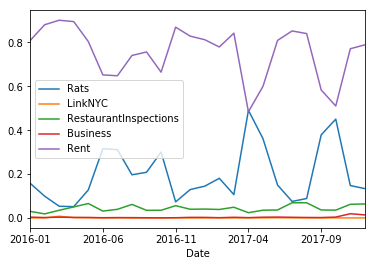 0.8
0.6
0.4
0.2
0.0
Rats
LinkNYC
RestaurantInspections
Business
Rent
2016-01 2016-06 2016-11 2017-04 2017-09
Date